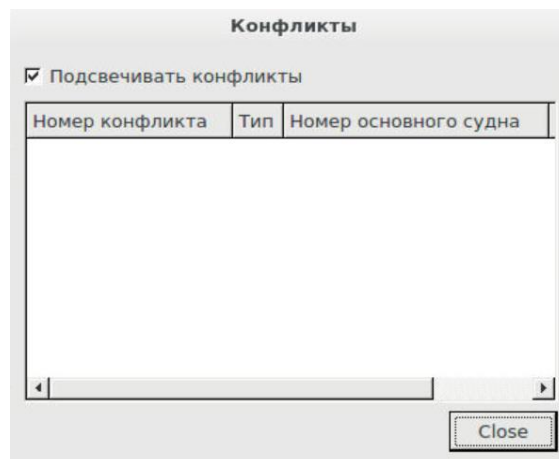 Конфликты
Подсвечивать конфликты
Номер конфликта Тип Номер основного судна
Close